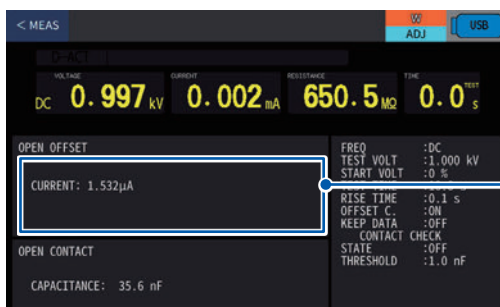 < MEAS
W
ADJ
USB
D-ACT
VOLTAGE
CURRENT
RESISTANCE
TIME
DC 0.997 kV 0.002 mA 650.5 MΩ 0.0 s
TEST
OPEN OFFSET
CURRENT: 1.532µA
OPEN CONTACT
CAPACITANCE: 35.6 nF
FREQ :DC
TEST VOLT :1.000 kV
START VOLT :0 %
RISE TIME :0.1 s
OFFSET C. :ON
KEEP DATA :OFF
CONTACT CHECK
STATE :OFF
THRESHOLD :1.0 nF